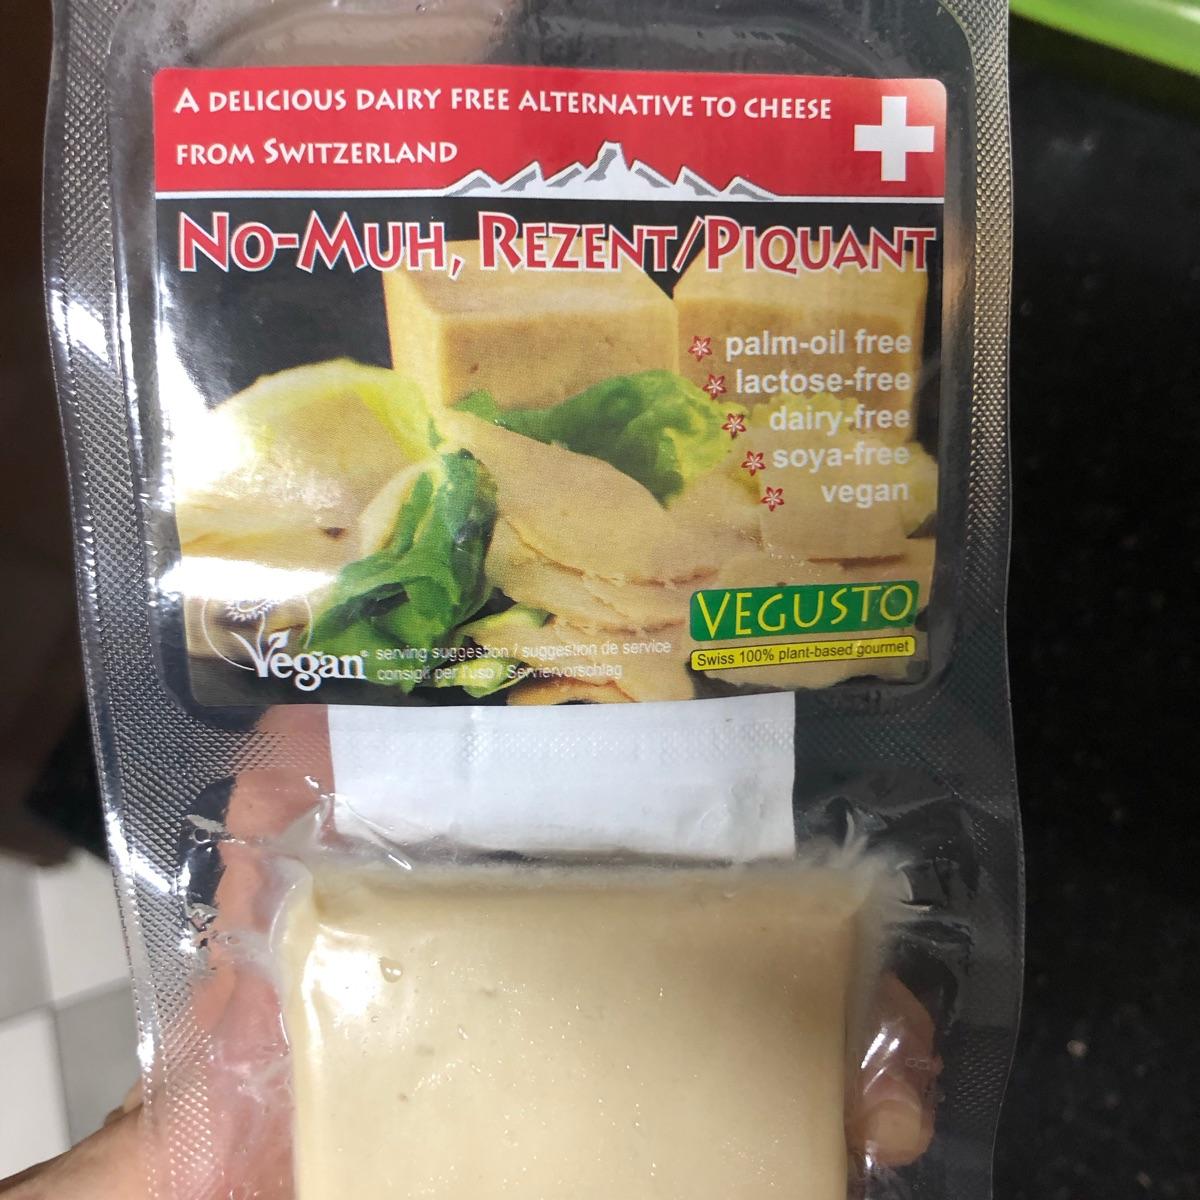 A DELICIOUS DAIRY FREE ALTERNATIVE TO CHEESE
FROM SWITZERLAND
NO-MUH, REZENT/PIQUANT
palm-oil free
lactose-free
dairy-free
soya-free
vegan
VEGUSTO
Swiss 100% plant-based gourmet
Vegan
serving suggestion / suggestion de service
consigli per l'uso / Serviervorschlag